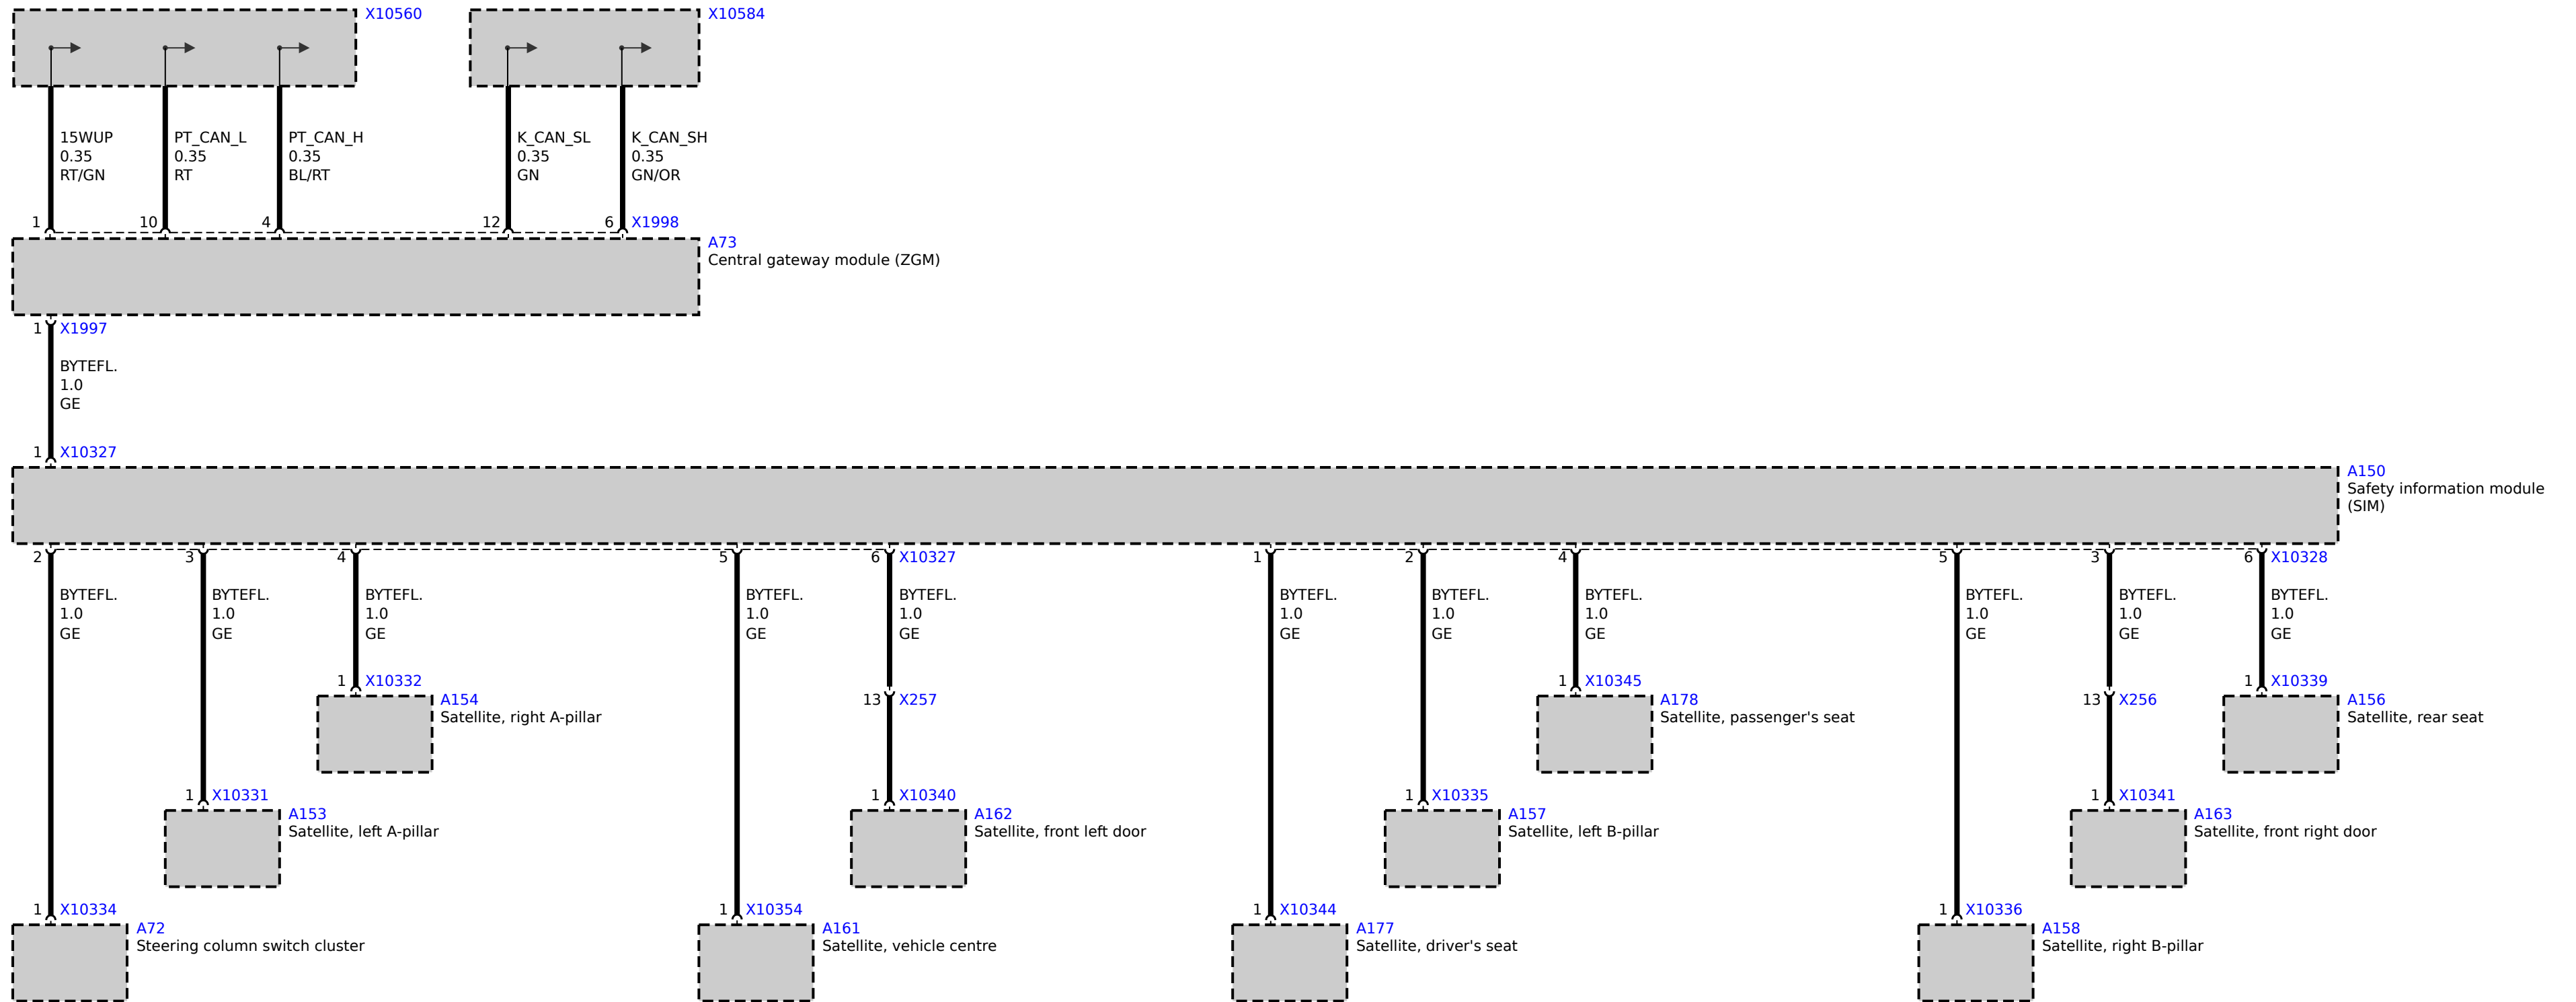 X10560
X10584
15WUP
0.35
RT/GN
PT_CAN_L
0.35
RT
PT_CAN_H
0.35
BL/RT
K_CAN_SL
0.35
GN
K_CAN_SH
0.35
GN/OR
1
10
4
12
6
X1998
A73
Central gateway module (ZGM)
1
X1997
BYTEFL.
1.0
GE
1
X10327
A150
Safety information module
(SIM)
2
3
4
5
6
X10327
1
2
4
5
3
6
X10328
BYTEFL.
1.0
GE
BYTEFL.
1.0
GE
BYTEFL.
1.0
GE
BYTEFL.
1.0
GE
BYTEFL.
1.0
GE
BYTEFL.
1.0
GE
BYTEFL.
1.0
GE
BYTEFL.
1.0
GE
BYTEFL.
1.0
GE
BYTEFL.
1.0
GE
BYTEFL.
1.0
GE
1
X10332
A154
Satellite, right A-pillar
13
X257
1
X10345
A178
Satellite, passenger's seat
13
X256
1
X10339
A156
Satellite, rear seat
1
X10331
A153
Satellite, left A-pillar
1
X10340
A162
Satellite, front left door
1
X10335
A157
Satellite, left B-pillar
1
X10341
A163
Satellite, front right door
1
X10334
A72
Steering column switch cluster
1
X10354
A161
Satellite, vehicle centre
1
X10344
A177
Satellite, driver's seat
1
X10336
A158
Satellite, right B-pillar